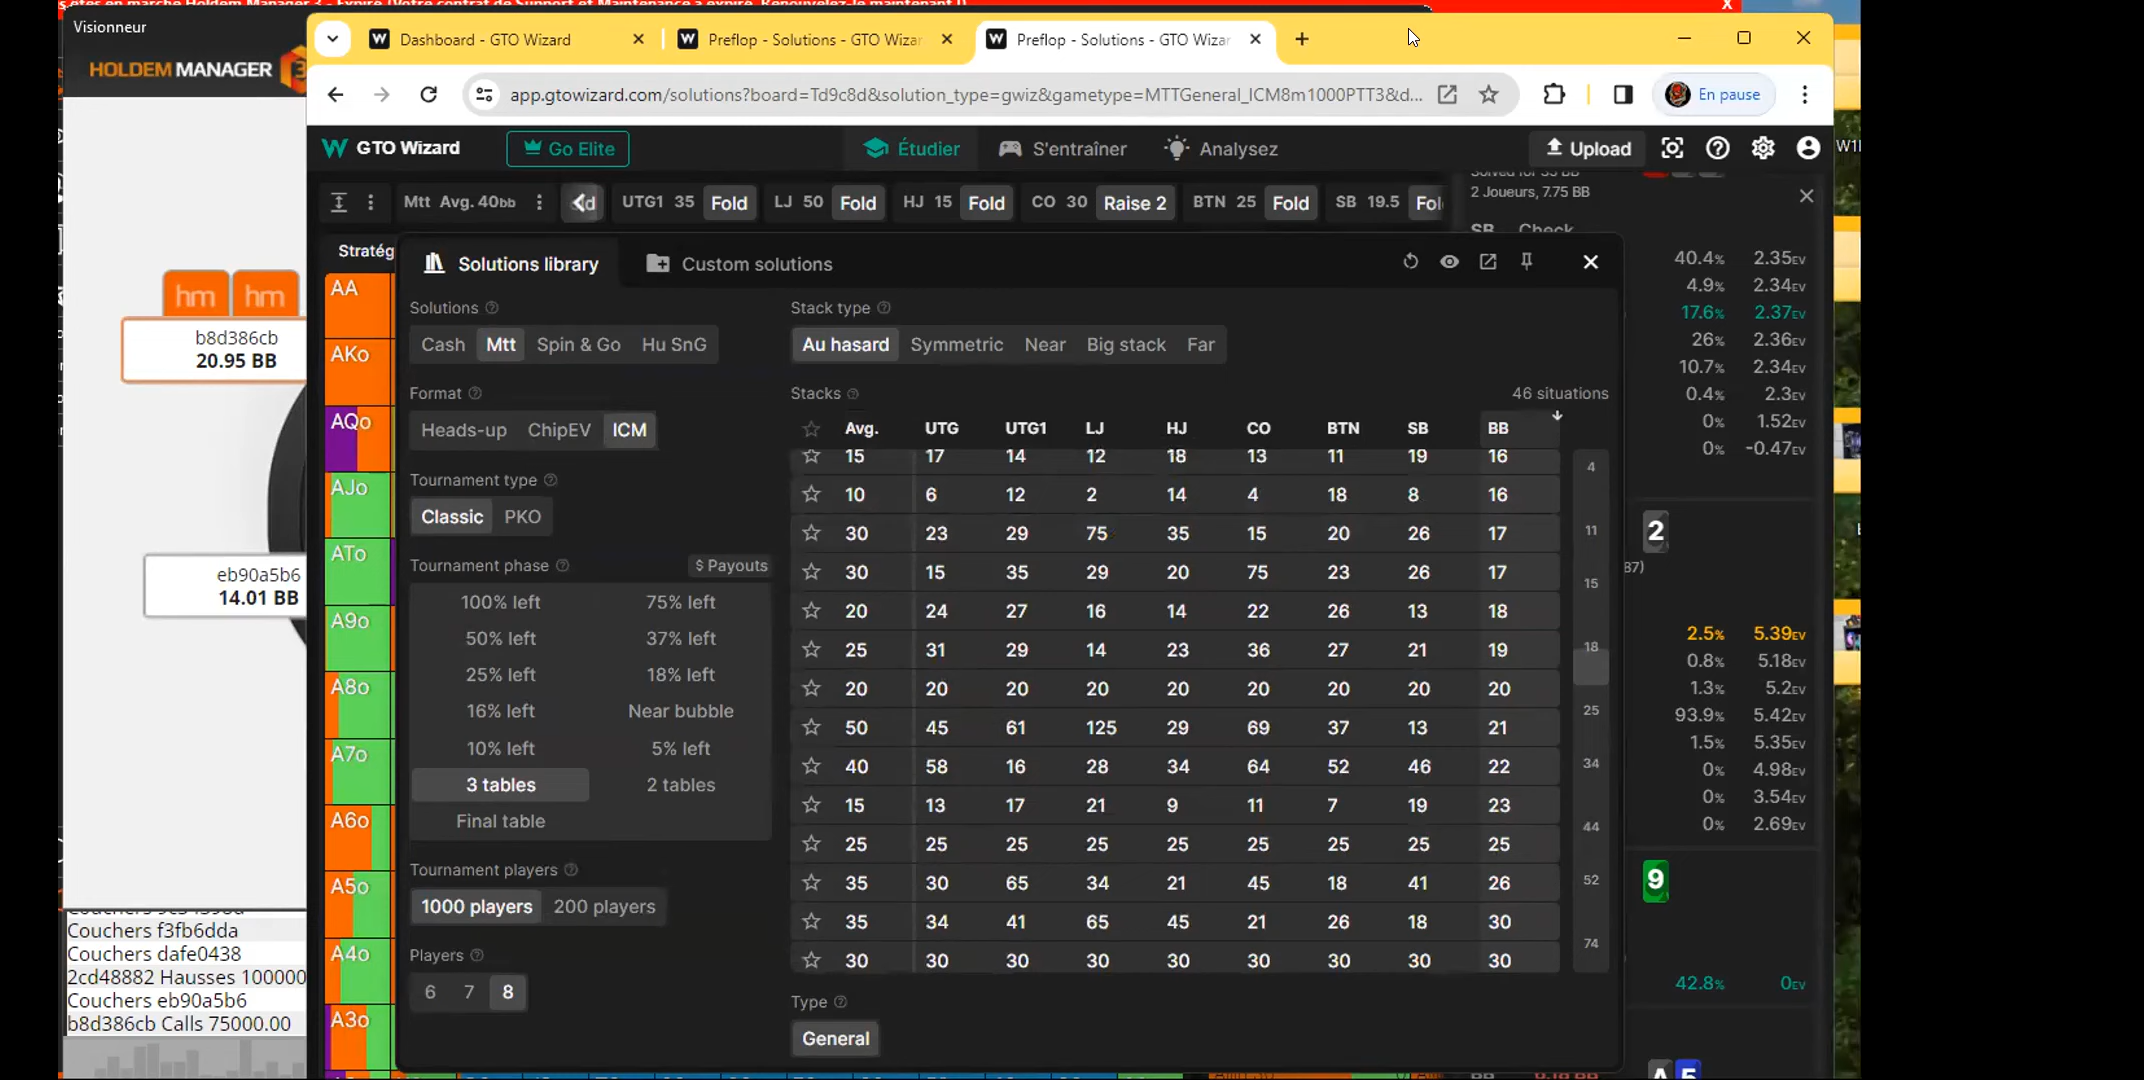 Visionneur
HOLDEM MANAGER 3
Dashboard - GTO Wizard
Preflop - Solutions - GTO Wizar
Preflop - Solutions - GTO Wizar
app.gtowizard.com/solutions?board=Td9c8d&solution_type=gwiz&gametype=MTTGeneral_ICM8m1000PTT3&d...
En pause
GTO Wizard
Go Elite
Étudier
S'entraîner
Analysez
Upload
Mtt Avg. 40bb
UTG1 35 Fold
LJ 50 Fold
HJ 15 Fold
CO 30 Raise 2
BTN 25 Fold
SB 19.5 Fol
2 Joueurs, 7.75 BB
SB Check
Stratég
Solutions library
Custom solutions
Solutions
Cash Mtt Spin & Go Hu SnG
Format
Heads-up ChipEV ICM
Tournament type
Classic PKO
Tournament phase
$ Payouts
100% left 75% left
50% left 37% left
25% left 18% left
16% left Near bubble
10% left 5% left
3 tables 2 tables
Final table
Tournament players
1000 players 200 players
Players
6 7 8
Stack type
Au hasard Symmetric Near Big stack Far
Stacks
46 situations
Avg. UTG UTG1 LJ HJ CO BTN SB BB
15 17 14 12 18 13 11 19 16
10 6 12 2 14 4 18 8 16
30 23 29 75 35 15 20 26 17
30 15 35 29 20 75 23 26 17
20 24 27 16 14 22 26 13 18
25 31 29 14 23 36 27 21 19
20 20 20 20 20 20 20 20 20
50 45 61 125 29 69 37 13 21
40 58 16 28 34 64 52 46 22
15 13 17 21 9 11 7 19 23
25 25 25 25 25 25 25 25 25
35 30 65 34 21 45 18 41 26
35 34 41 65 45 21 26 18 30
30 30 30 30 30 30 30 30 30
4
11
15
18
25
34
44
52
74
Type
General
AA
AKo
AQo
AJo
ATo
A9o
A8o
A7o
A6o
A5o
A4o
A3o
hm hm
b8d386cb
20.95 BB
eb90a5b6
14.01 BB
Couchers f3fb6dda
Couchers dafe0438
2cd48882 Hausses 100000
Couchers eb90a5b6
b8d386cb Calls 75000.00
40.4% 2.35EV
4.9% 2.34EV
17.6% 2.37EV
26% 2.36EV
10.7% 2.34EV
0.4% 2.3EV
0% 1.52EV
0% -0.47EV
2
87)
2.5% 5.39EV
0.8% 5.18EV
1.3% 5.2EV
93.9% 5.42EV
1.5% 5.35EV
0% 4.98EV
0% 3.54EV
0% 2.69EV
9
42.8% 0EV
A 5